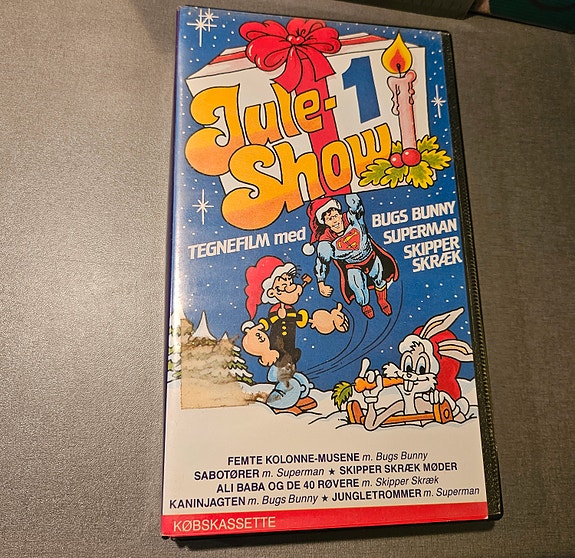 Jule-
Show
1
TEGNEFILM med
BUGS BUNNY
SUPERMAN
SKIPPER
SKRÆK
S
FEMTE KOLONNE-MUSENE m. Bugs Bunny
SABOTØRER m. Superman ★ SKIPPER SKRÆK MØDER
ALI BABA OG DE 40 RØVERE m. Skipper Skræk
KANINJAGTEN m. Bugs Bunny ★ JUNGLETROMMER m. Superman
KØBSKASSETTE